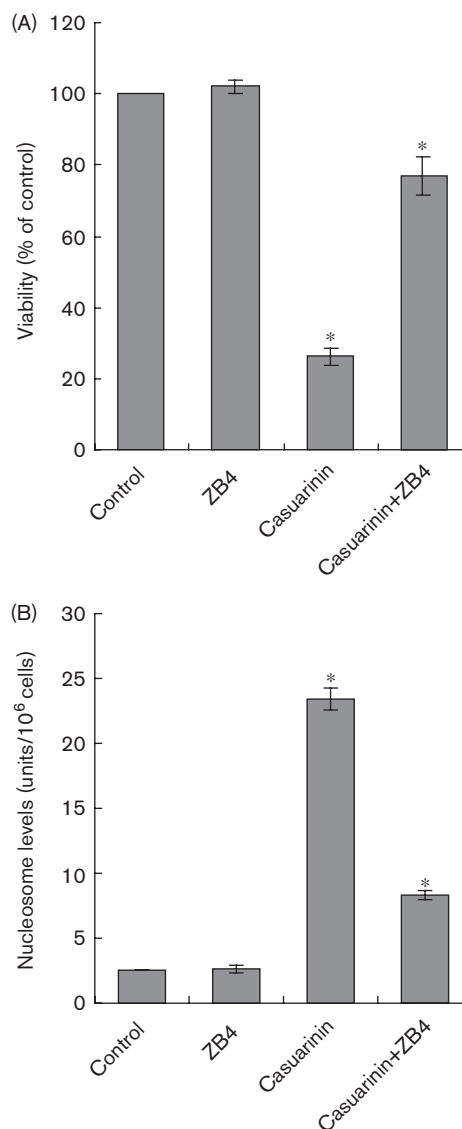 (A)
120
100
80
60
40
20
0
Viability (% of control)
*
*
Control
ZB4
Casuarinin
Casuarinin+ZB4
(B)
30
25
20
15
10
5
0
Nucleosome levels (units/10⁶ cells)
*
*
Control
ZB4
Casuarinin
Casuarinin+ZB4